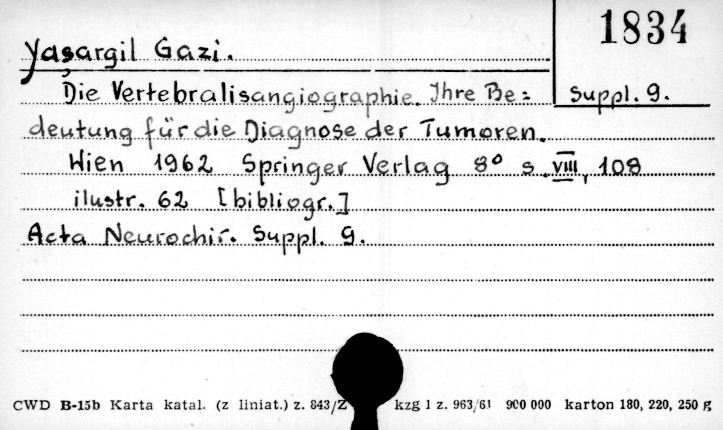 1834
Yaşargil Gazi.
Die Vertebralisangiographie. Ihre Be= Suppl. 9.
deutung für die Diagnose der Tumoren.
Wien 1962 Springer Verlag 8° s. VIII, 108
ilustr. 62 [bibliogr.]
Acta Neurochir. Suppl. 9.
CWD B-15b Karta katal. (z liniat.) z. 843/Z kzg 1 z. 963/61 900 000 karton 180, 220, 250 g